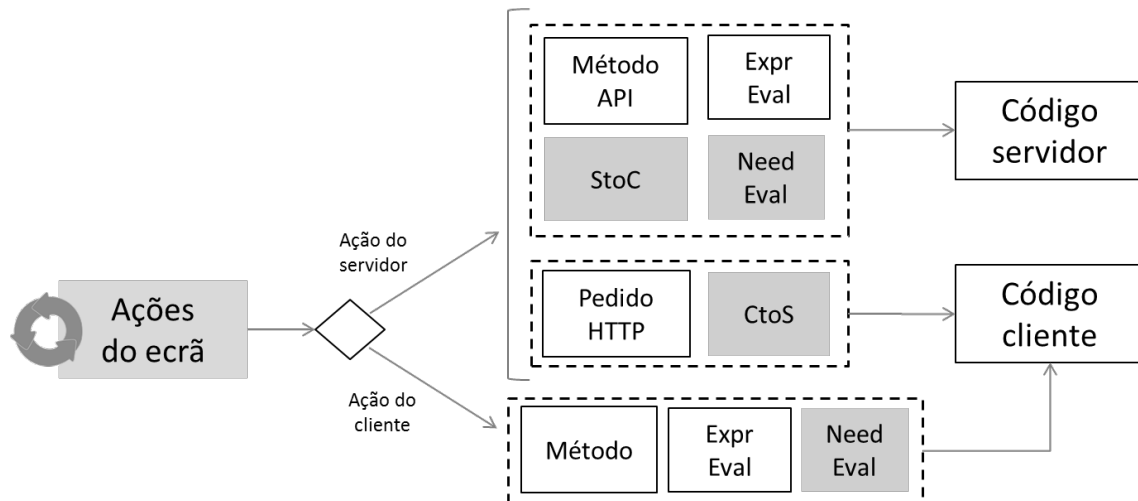 Método
API
Expr
Eval
StoC
Need
Eval
Código
servidor
Ação do
servidor
Ações
do ecrã
Pedido
HTTP
CtoS
Código
cliente
Ação do
cliente
Método
Expr
Eval
Need
Eval